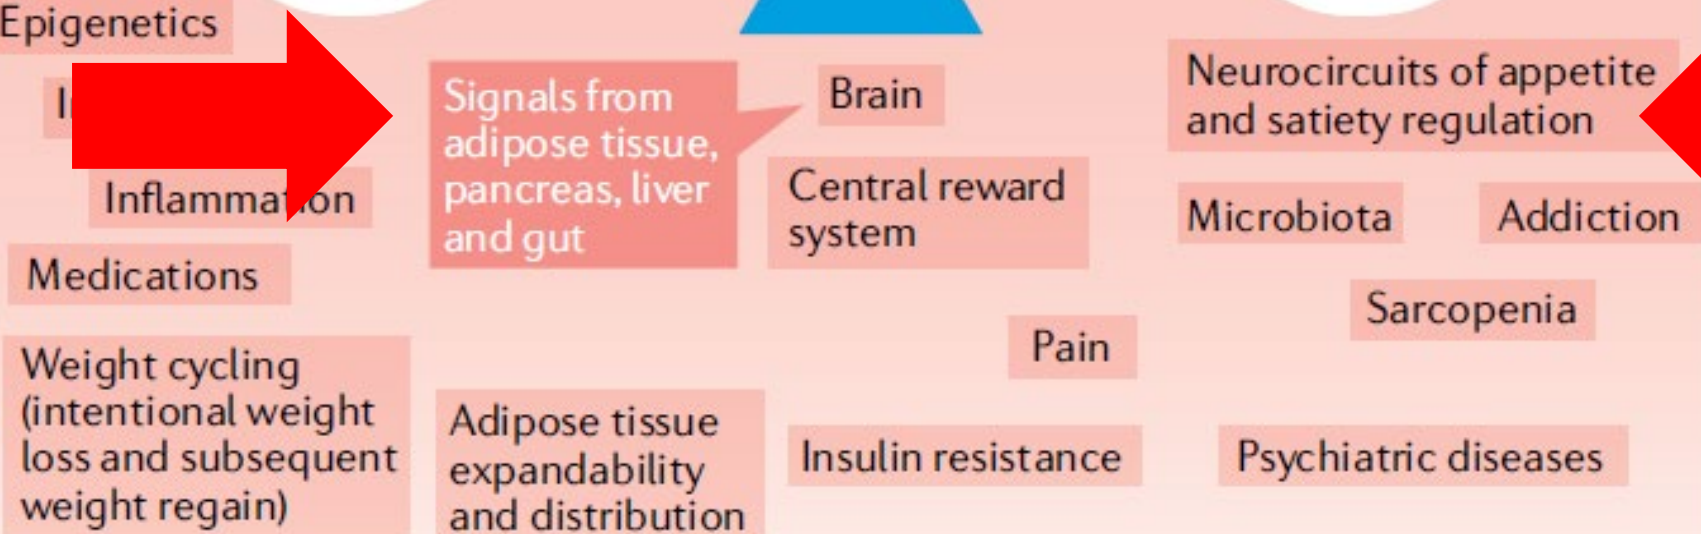 Epigenetics
Inflammation
Medications
Weight cycling
(intentional weight
loss and subsequent
weight regain)
Signals from
adipose tissue,
pancreas, liver
and gut
Adipose tissue
expandability
and distribution
Brain
Central reward
system
Pain
Insulin resistance
Neurocircuits of appetite
and satiety regulation
Microbiota
Addiction
Sarcopenia
Psychiatric diseases